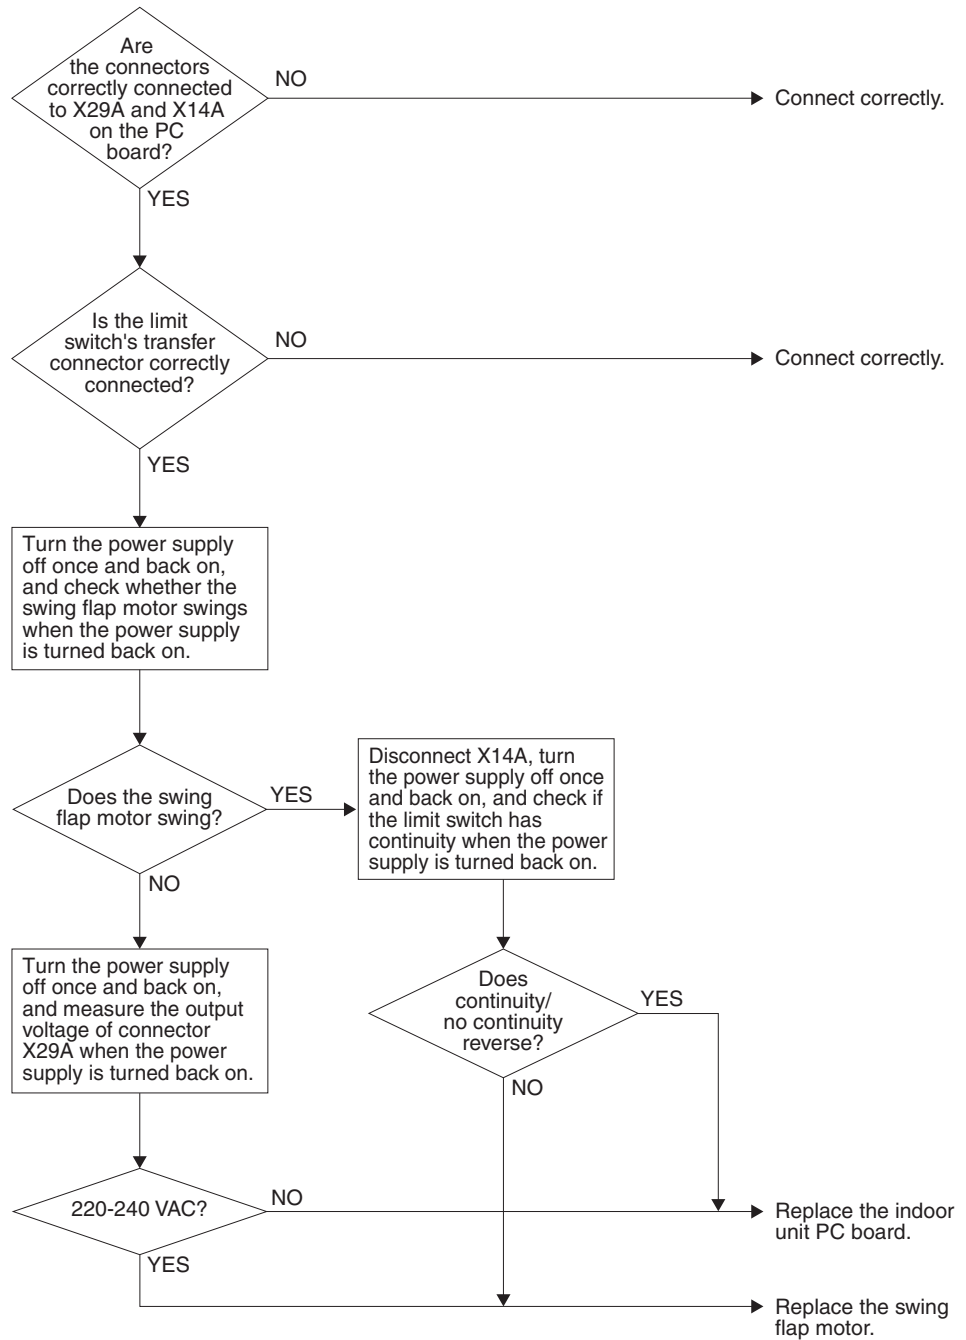 Are
the connectors
correctly connected
to X29A and X14A
on the PC
board?
NO
Connect correctly.
YES
Is the limit
switch's transfer
connector correctly
connected?
NO
Connect correctly.
YES
Turn the power supply
off once and back on,
and check whether the
swing flap motor swings
when the power supply
is turned back on.
Does the swing
flap motor swing?
YES
Disconnect X14A, turn
the power supply off once
and back on, and check if
the limit switch has
continuity when the power
supply is turned back on.
NO
Turn the power supply
off once and back on,
and measure the output
voltage of connector
X29A when the power
supply is turned back on.
Does
continuity/
no continuity
reverse?
YES
NO
220-240 VAC?
NO
Replace the indoor
unit PC board.
YES
Replace the swing
flap motor.